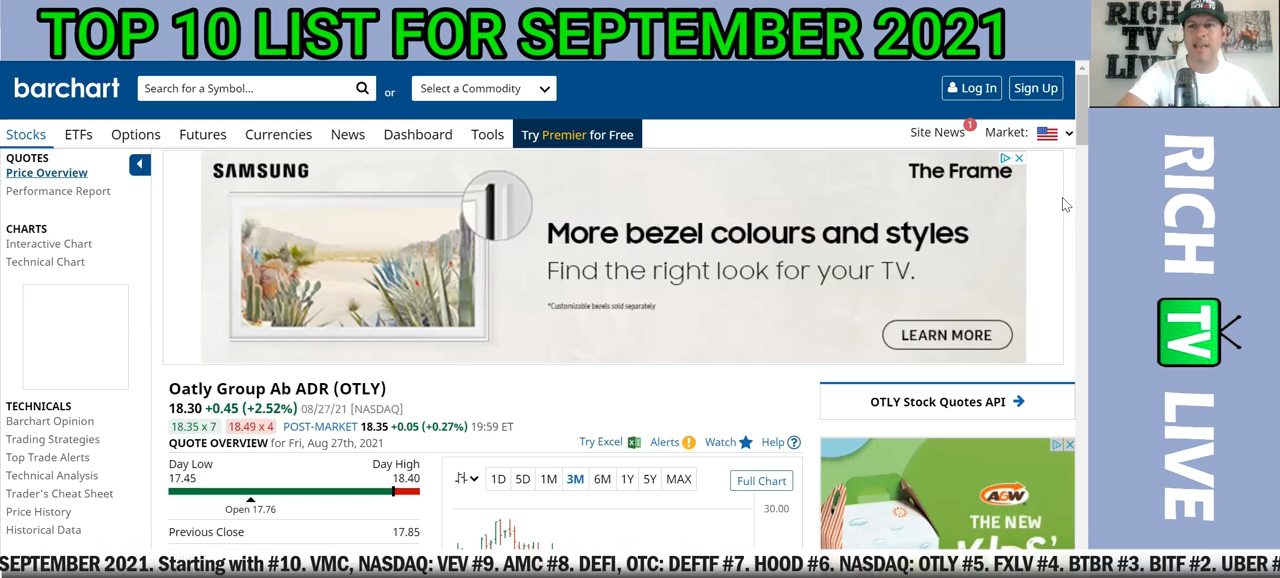 TOP 10 LIST FOR SEPTEMBER 2021
RICH
TV
LIV
barchart
Search for a Symbol...
or
Select a Commodity
Log In
Sign Up
Stocks
ETFs
Options
Futures
Currencies
News
Dashboard
Tools
Try Premier for Free
Site News
1
Market:
QUOTES
Price Overview
Performance Report
CHARTS
Interactive Chart
Technical Chart
TECHNICALS
Barchart Opinion
Trading Strategies
Top Trade Alerts
Technical Analysis
Trader's Cheat Sheet
Price History
Historical Data
SAMSUNG
The Frame
More bezel colours and styles
Find the right look for your TV.
*Customizable bezels sold separately
LEARN MORE
Oatly Group Ab ADR (OTLY)
18.30 +0.45 (+2.52%) 08/27/21 [NASDAQ]
18.35 x 7 18.49 x 4 POST-MARKET 18.35 +0.05 (+0.27%) 19:59 ET
QUOTE OVERVIEW for Fri, Aug 27th, 2021
Try Excel
Alerts
Watch
Help
Day Low
Day High
17.45
18.40
Open 17.76
Previous Close
17.85
1D
5D
1M
3M
6M
1Y
5Y
MAX
Full Chart
30.00
OTLY Stock Quotes API
A&W
THE NEW
RICH
TV
LIVE
SEPTEMBER 2021. Starting with #10. VMC, NASDAQ: VEV #9. AMC #8. DEFI, OTC: DEFTF #7. HOOD #6. NASDAQ: OTLY #5. FXLV #4. BTBR #3. BITF #2. UBER #